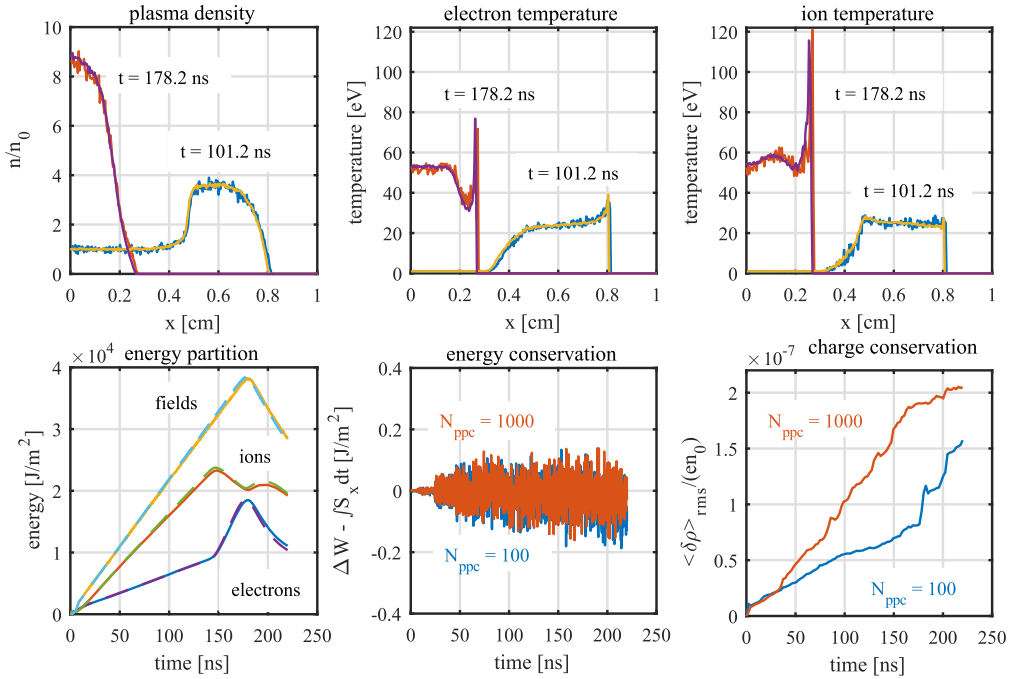 plasma density
electron temperature
ion temperature
n/n0
10
8
6
4
2
0
t = 178.2 ns
t = 101.2 ns
0 0.2 0.4 0.6 0.8 1
x [cm]
temperature [eV]
120
100
80
60
40
20
0
t = 178.2 ns
t = 101.2 ns
0 0.2 0.4 0.6 0.8 1
x [cm]
temperature [eV]
120
100
80
60
40
20
0
t = 178.2 ns
t = 101.2 ns
0 0.2 0.4 0.6 0.8 1
x [cm]
energy partition
energy conservation
charge conservation
× 10^4
energy [J/m^2]
4
3
2
1
0
fields
ions
electrons
0 50 100 150 200 250
time [ns]
ΔW - ∫S_x dt [J/m^2]
0.4
0.2
0
-0.2
-0.4
N_ppc = 1000
N_ppc = 100
0 50 100 150 200 250
time [ns]
× 10^-7
<δρ>_rms/(en_0)
2
1.5
1
0.5
0
N_ppc = 1000
N_ppc = 100
0 50 100 150 200 250
time [ns]